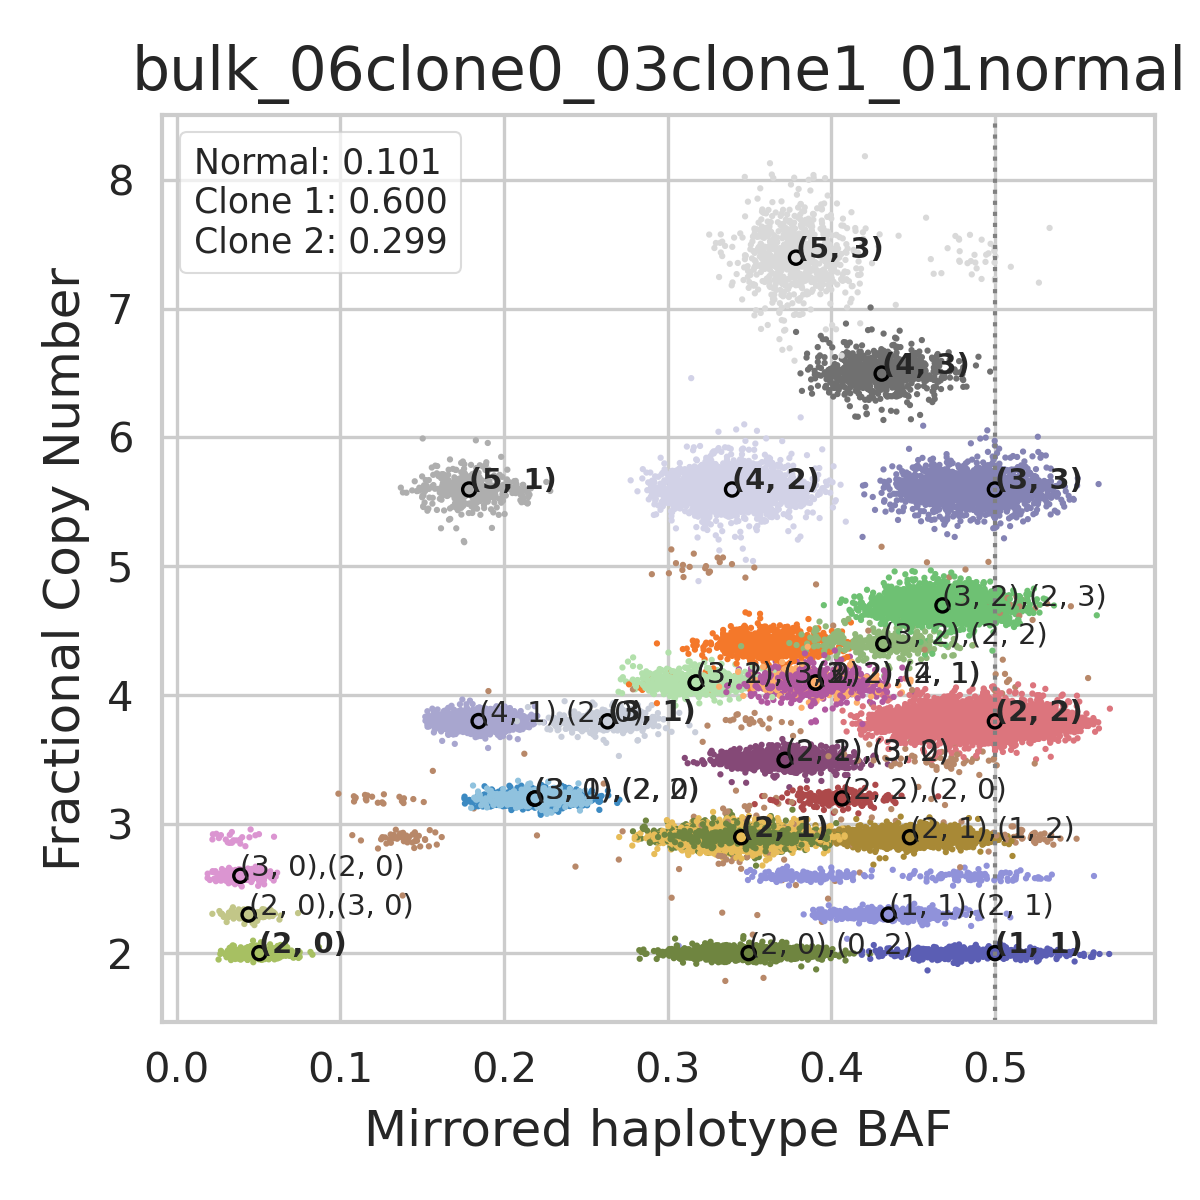 bulk_06clone0_03clone1_01normal
Normal: 0.101
Clone 1: 0.600
Clone 2: 0.299
Fractional Copy Number
8
7
6
5
4
3
2
(5, 3)
(4, 3)
(5, 1)
(4, 2)
(3, 3)
(3, 2),(2, 3)
(3, 2),(2, 2)
(4, 1),(2,
(3, 1)
(2, 2)
(2, 2),(2, 0)
(2, 1)
(2, 1),(1, 2)
(3, 0),(2, 0)
(2, 0),(3, 0)
(1, 1),(2, 1)
(2, 0)
(2, 0),(0, 2)
(1, 1)
0.0 0.1 0.2 0.3 0.4 0.5
Mirrored haplotype BAF